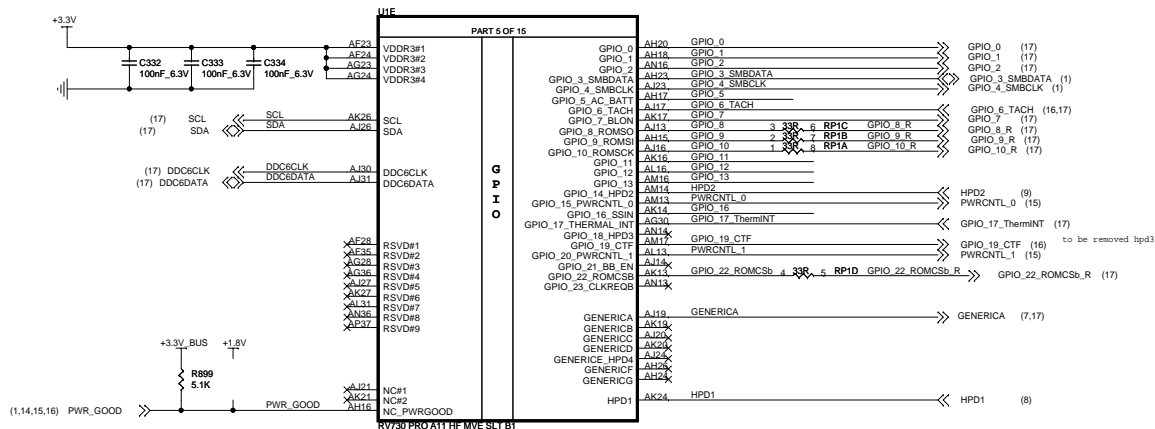 U1E
+3.3V
PART 5 OF 15
C332
100nF_6.3V
C333
100nF_6.3V
C334
100nF_6.3V
AF23 VDDR3#1
AF24 VDDR3#2
AG23 VDDR3#3
AG24 VDDR3#4
(17) SCL SCL AK26 SCL
(17) SDA SDA AJ26 SDA
(17) DDC6CLK DDC6CLK AJ30 DDC6CLK
(17) DDC6DATA DDC6DATA AJ31 DDC6DATA
AF28 RSVD#1
AF35 RSVD#2
AG28 RSVD#3
AG36 RSVD#4
AJ27 RSVD#5
AK27 RSVD#6
AL31 RSVD#7
AN36 RSVD#8
AP37 RSVD#9
+3.3V_BUS
+1.8V
R899
5.1K
AJ21 NC#1
AK21 NC#2
(1,14,15,16) PWR_GOOD PWR_GOOD AH16 NC_PWRGOOD
GPIO
GPIO_0 AH20 GPIO_0 GPIO_0 (17)
GPIO_1 AH18 GPIO_1 GPIO_1 (17)
GPIO_2 AN16 GPIO_2 GPIO_2 (17)
GPIO_3_SMBDATA AH23 GPIO_3_SMBDATA GPIO_3_SMBDATA (1)
GPIO_4_SMBCLK AJ23 GPIO_4_SMBCLK GPIO_4_SMBCLK (1)
GPIO_5_AC_BATT AH17 GPIO_5
GPIO_6_TACH AJ17 GPIO_6_TACH GPIO_6_TACH (16,17)
GPIO_7_BLON AK17 GPIO_7 GPIO_7 (17)
GPIO_8_ROMSO AJ13 GPIO_8 3 33R 6 RP1C GPIO_8_R GPIO_8_R (17)
GPIO_9_ROMSI AH15 GPIO_9 2 33R 7 RP1B GPIO_9_R GPIO_9_R (17)
GPIO_10_ROMSCK AJ16 GPIO_10 1 33R 8 RP1A GPIO_10_R GPIO_10_R (17)
GPIO_11 AK16 GPIO_11
GPIO_12 AL16 GPIO_12
GPIO_13 AM16 GPIO_13
GPIO_14_HPD2 AM14 HPD2 HPD2 (9)
GPIO_15_PWRCNTL_0 AM13 PWRCNTL_0 PWRCNTL_0 (15)
GPIO_16_SSIN AK14 GPIO_16
GPIO_17_THERMAL_INT AG30 GPIO_17_ThermINT GPIO_17_ThermINT (17)
GPIO_18_HPD3 AN14
to be removed hpd3
GPIO_19_CTF AM17 GPIO_19_CTF GPIO_19_CTF (16)
GPIO_20_PWRCNTL_1 AL13 PWRCNTL_1 PWRCNTL_1 (15)
GPIO_21_BB_EN AJ14
GPIO_22_ROMCSB AK13 GPIO_22_ROMCSb 4 33R 5 RP1D GPIO_22_ROMCSb_R GPIO_22_ROMCSb_R (17)
GPIO_23_CLKREQB AN13
GENERICA AJ19 GENERICA GENERICA (7,17)
GENERICB AK19
GENERICC AJ20
GENERICD AK20
GENERICE_HPD4 AJ24
GENERICF AH26
GENERICG AH24
HPD1 AK24 HPD1 HPD1 (8)
RV730 PRO A11 HF MVE SLT B1